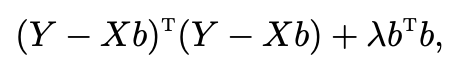 (Y − Xb)ᵀ(Y − Xb) + λbᵀb,